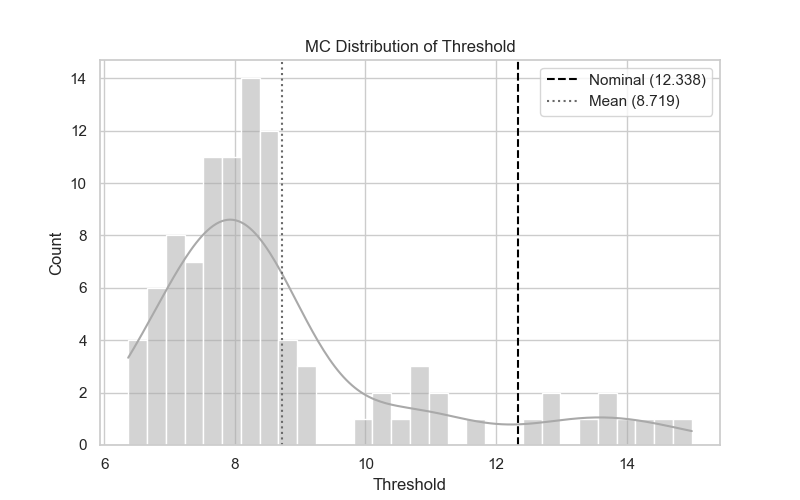 MC Distribution of Threshold
Nominal (12.338)
Mean (8.719)
Count
14
12
10
8
6
4
2
0
6
8
10
12
14
Threshold